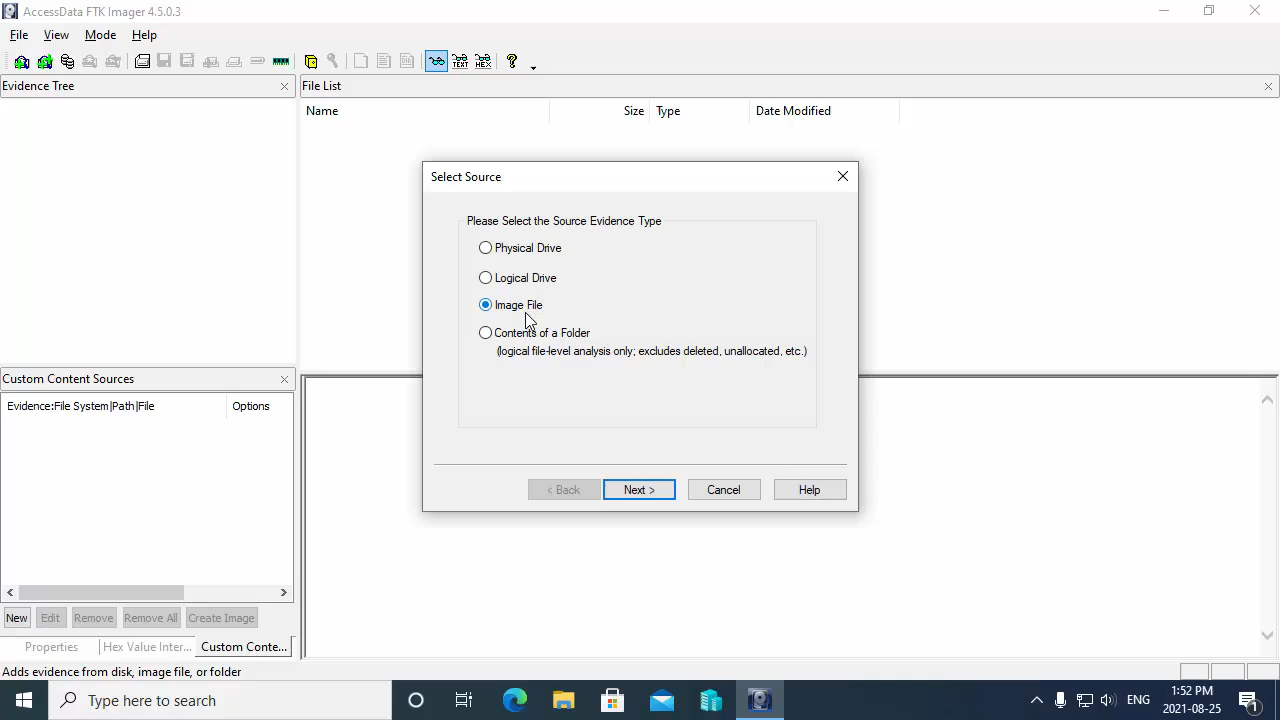 AccessData FTK Imager 4.5.0.3
File View Mode Help
TEXT HEX ?
Evidence Tree
File List
Name Size Type Date Modified
Select Source
Please Select the Source Evidence Type
Physical Drive
Logical Drive
Image File
Contents of a Folder
(logical file-level analysis only; excludes deleted, unallocated, etc.)
< Back Next > Cancel Help
Custom Content Sources
Evidence:File System|Path|File Options
New Edit Remove Remove All Create Image
Properties Hex Value Inter... Custom Conte...
Adds evidence from disk, image file, or folder
Type here to search
ENG
1:52 PM
2021-08-25
1